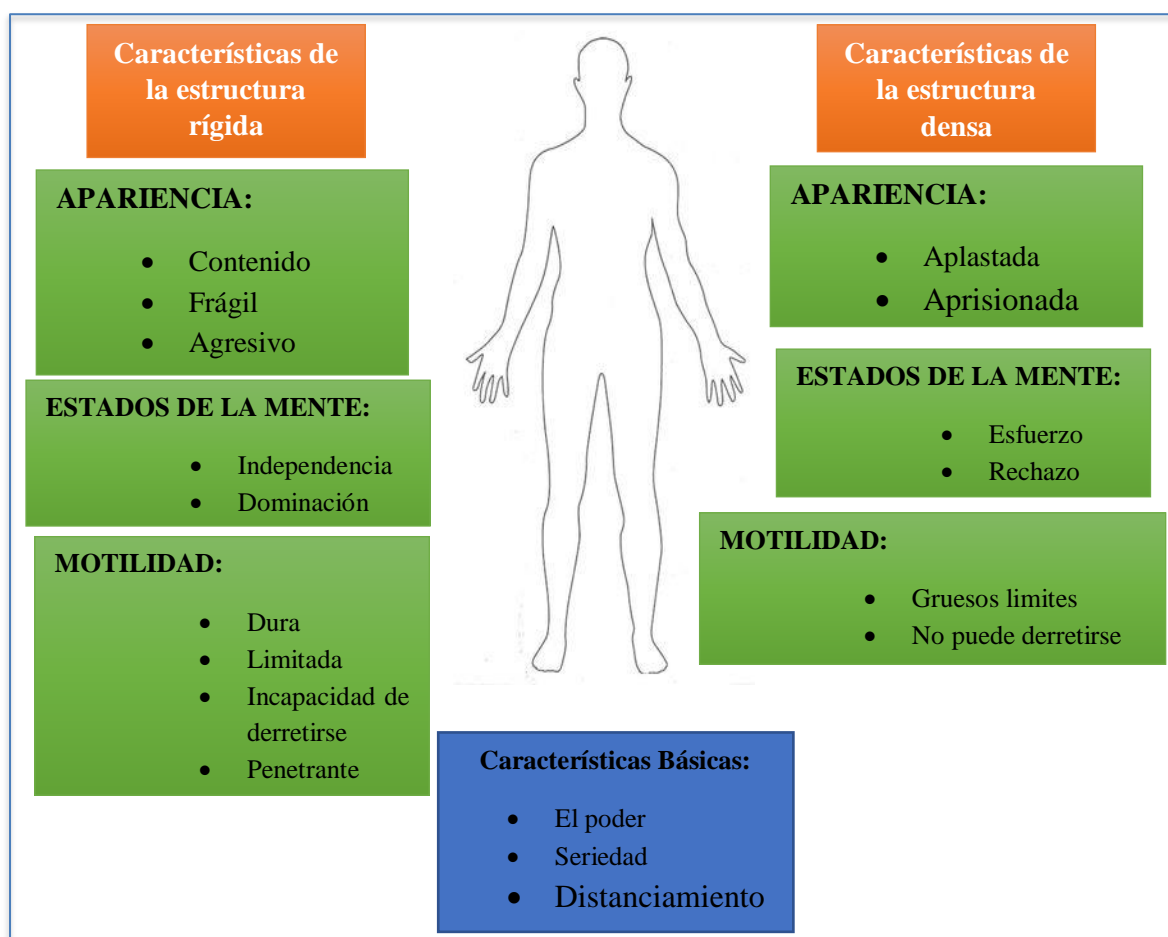 Características de
la estructura
rígida
APARIENCIA:
• Contenido
• Frágil
• Agresivo
ESTADOS DE LA MENTE:
• Independencia
• Dominación
MOTILIDAD:
• Dura
• Limitada
• Incapacidad de
derretirse
• Penetrante
Características de
la estructura
densa
APARIENCIA:
• Aplastada
• Aprisionada
ESTADOS DE LA MENTE:
• Esfuerzo
• Rechazo
MOTILIDAD:
• Gruesos limites
• No puede derretirse
Características Básicas:
• El poder
• Seriedad
• Distanciamiento